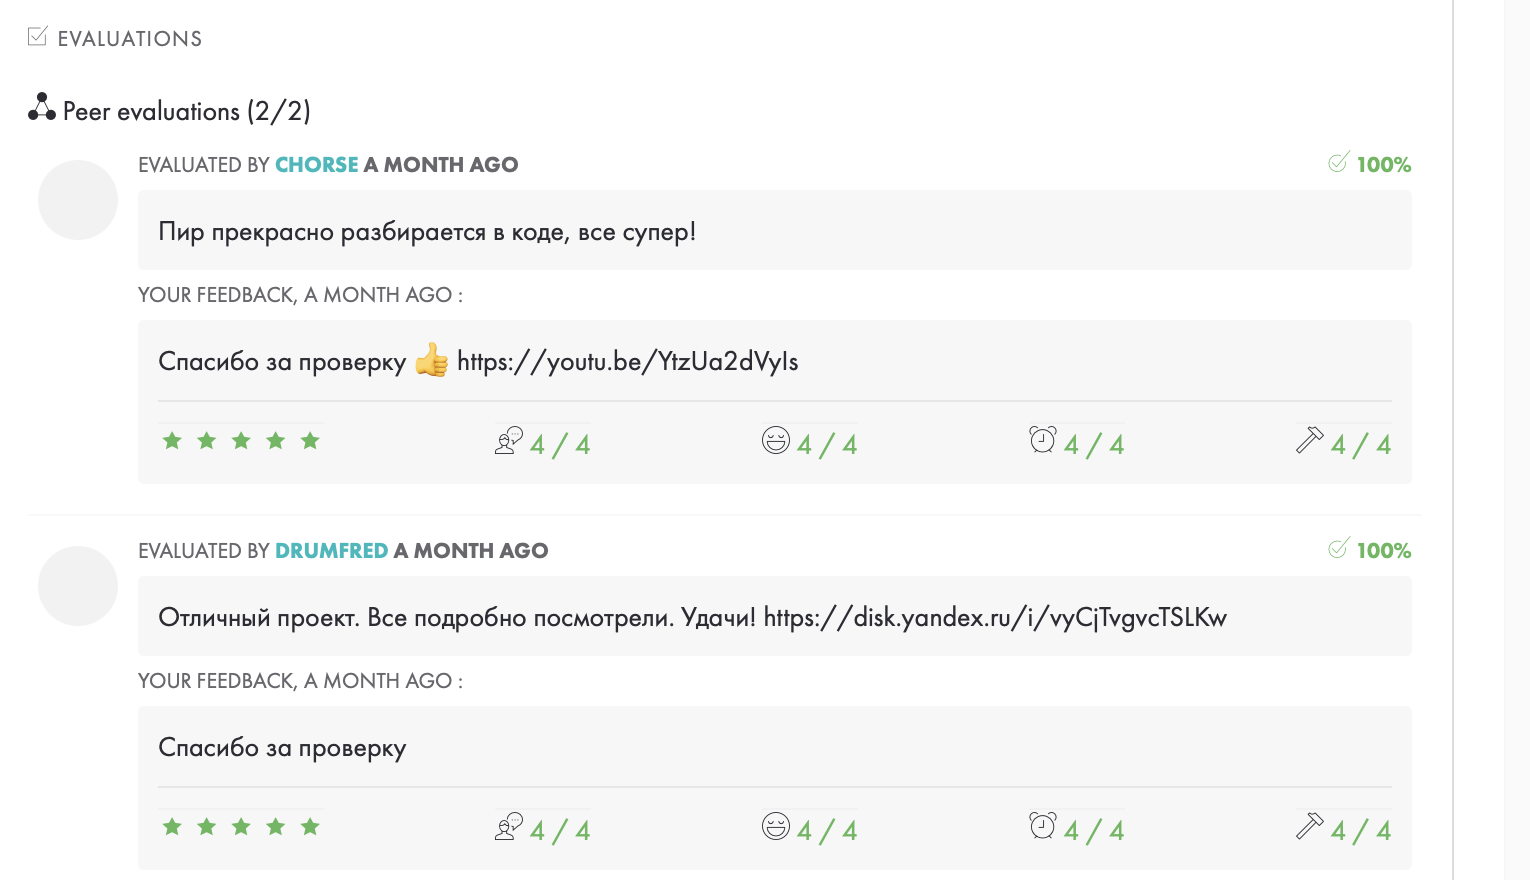 EVALUATIONS
Peer evaluations (2/2)
EVALUATED BY CHORSE A MONTH AGO 100%
Пир прекрасно разбирается в коде, все супер!
YOUR FEEDBACK, A MONTH AGO :
Спасибо за проверку 👍 https://youtu.be/YtzUa2dVyIs
4 / 4 4 / 4 4 / 4 4 / 4
EVALUATED BY DRUMFRED A MONTH AGO 100%
Отличный проект. Все подробно посмотрели. Удачи! https://disk.yandex.ru/i/vyCjTvgvcTSLKw
YOUR FEEDBACK, A MONTH AGO :
Спасибо за проверку
4 / 4 4 / 4 4 / 4 4 / 4